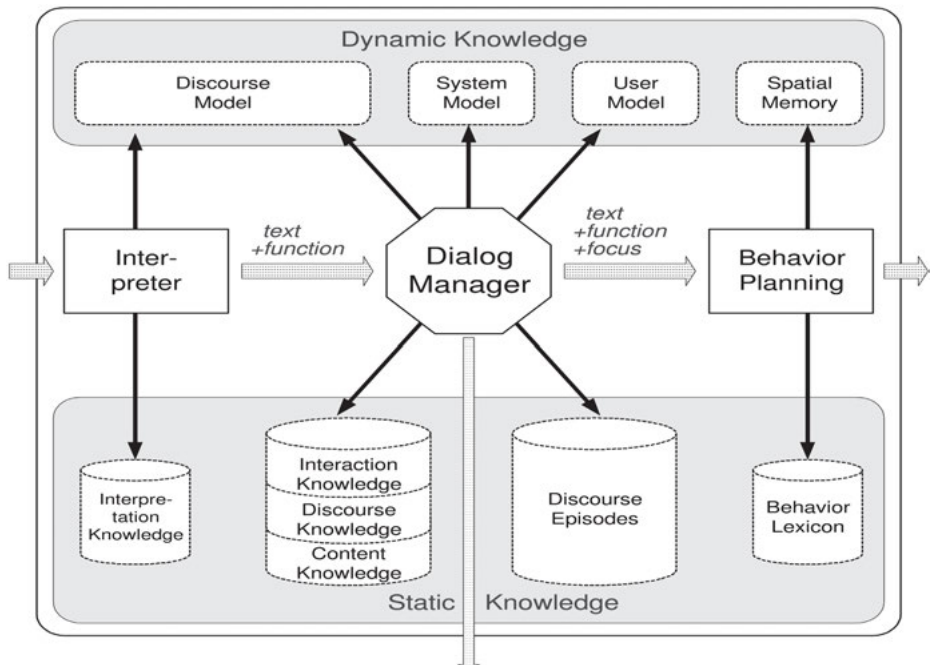 Dynamic Knowledge
Discourse
Model
System
Model
User
Model
Spatial
Memory
Inter-
preter
text
+function
Dialog
Manager
text
+function
+focus
Behavior
Planning
Interpre-
tation
Knowledge
Interaction
Knowledge
Discourse
Knowledge
Content
Knowledge
Discourse
Episodes
Behavior
Lexicon
Static Knowledge